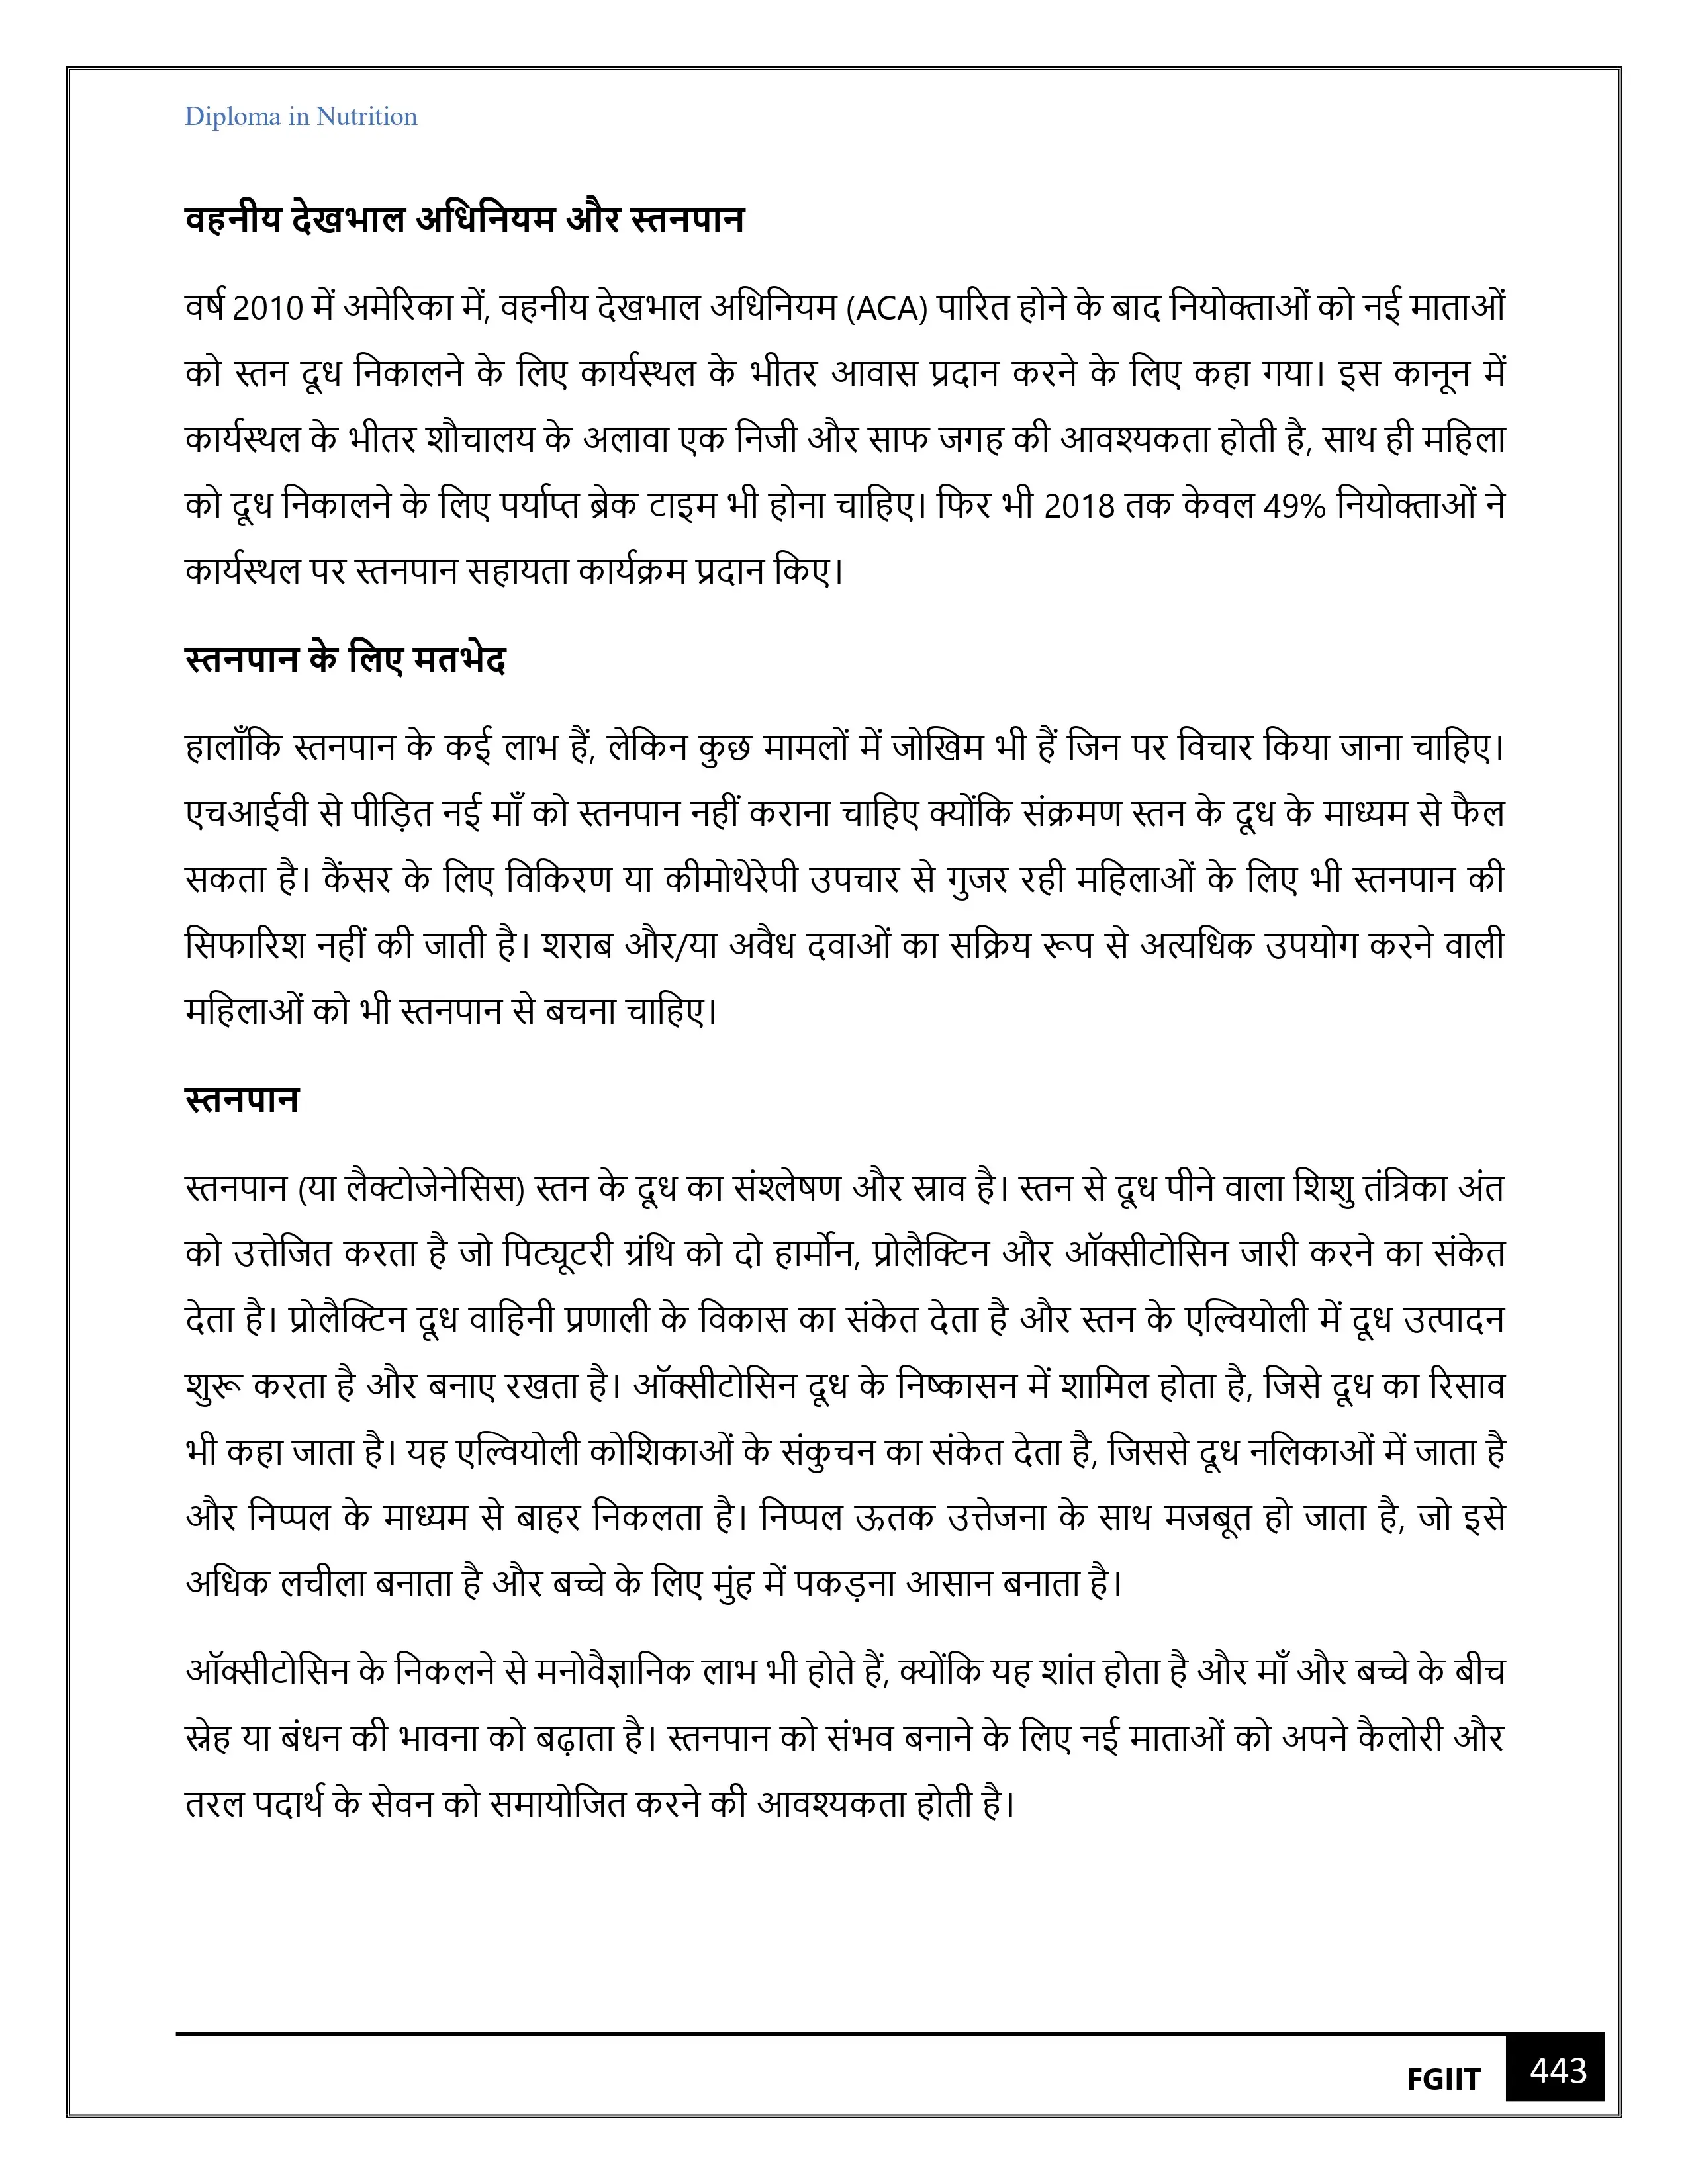 Diploma in Nutrition
वहनीय देखभाल अधिनियम और स्तनपान
वर्ष 2010 में अमेरिका में, वहनीय देखभाल अधिनियम (ACA) पारित होने के बाद नियोक्ताओं को नई माताओं
को स्तन दूध निकालने के लिए कार्यस्थल के भीतर आवास प्रदान करने के लिए कहा गया। इस कानून में
कार्यस्थल के भीतर शौचालय के अलावा एक निजी और साफ जगह की आवश्यकता होती है, साथ ही महिला
को दूध निकालने के लिए पर्याप्त ब्रेक टाइम भी होना चाहिए। फिर भी 2018 तक केवल 49% नियोक्ताओं ने
कार्यस्थल पर स्तनपान सहायता कार्यक्रम प्रदान किए।
स्तनपान के लिए मतभेद
हालाँकि स्तनपान के कई लाभ हैं, लेकिन कुछ मामलों में जोखिम भी हैं जिन पर विचार किया जाना चाहिए।
एचआईवी से पीड़ित नई माँ को स्तनपान नहीं कराना चाहिए क्योंकि संक्रमण स्तन के दूध के माध्यम से फैल
सकता है। कैंसर के लिए विकिरण या कीमोथेरेपी उपचार से गुजर रही महिलाओं के लिए भी स्तनपान की
सिफारिश नहीं की जाती है। शराब और/या अवैध दवाओं का सक्रिय रूप से अत्यधिक उपयोग करने वाली
महिलाओं को भी स्तनपान से बचना चाहिए।
स्तनपान
स्तनपान (या लैक्टोजेनेसिस) स्तन के दूध का संश्लेषण और स्राव है। स्तन से दूध पीने वाला शिशु तंत्रिका अंत
को उत्तेजित करता है जो पिट्यूटरी ग्रंथि को दो हार्मोन, प्रोलैक्टिन और ऑक्सीटोसिन जारी करने का संकेत
देता है। प्रोलैक्टिन दूध वाहिनी प्रणाली के विकास का संकेत देता है और स्तन के एल्वियोली में दूध उत्पादन
शुरू करता है और बनाए रखता है। ऑक्सीटोसिन दूध के निष्कासन में शामिल होता है, जिसे दूध का रिसाव
भी कहा जाता है। यह एल्वियोली कोशिकाओं के संकुचन का संकेत देता है, जिससे दूध नलिकाओं में जाता है
और निप्पल के माध्यम से बाहर निकलता है। निप्पल ऊतक उत्तेजना के साथ मजबूत हो जाता है, जो इसे
अधिक लचीला बनाता है और बच्चे के लिए मुंह में पकड़ना आसान बनाता है।
ऑक्सीटोसिन के निकलने से मनोवैज्ञानिक लाभ भी होते हैं, क्योंकि यह शांत होता है और माँ और बच्चे के बीच
स्नेह या बंधन की भावना को बढ़ाता है। स्तनपान को संभव बनाने के लिए नई माताओं को अपने कैलोरी और
तरल पदार्थ के सेवन को समायोजित करने की आवश्यकता होती है।
FGIIT 443